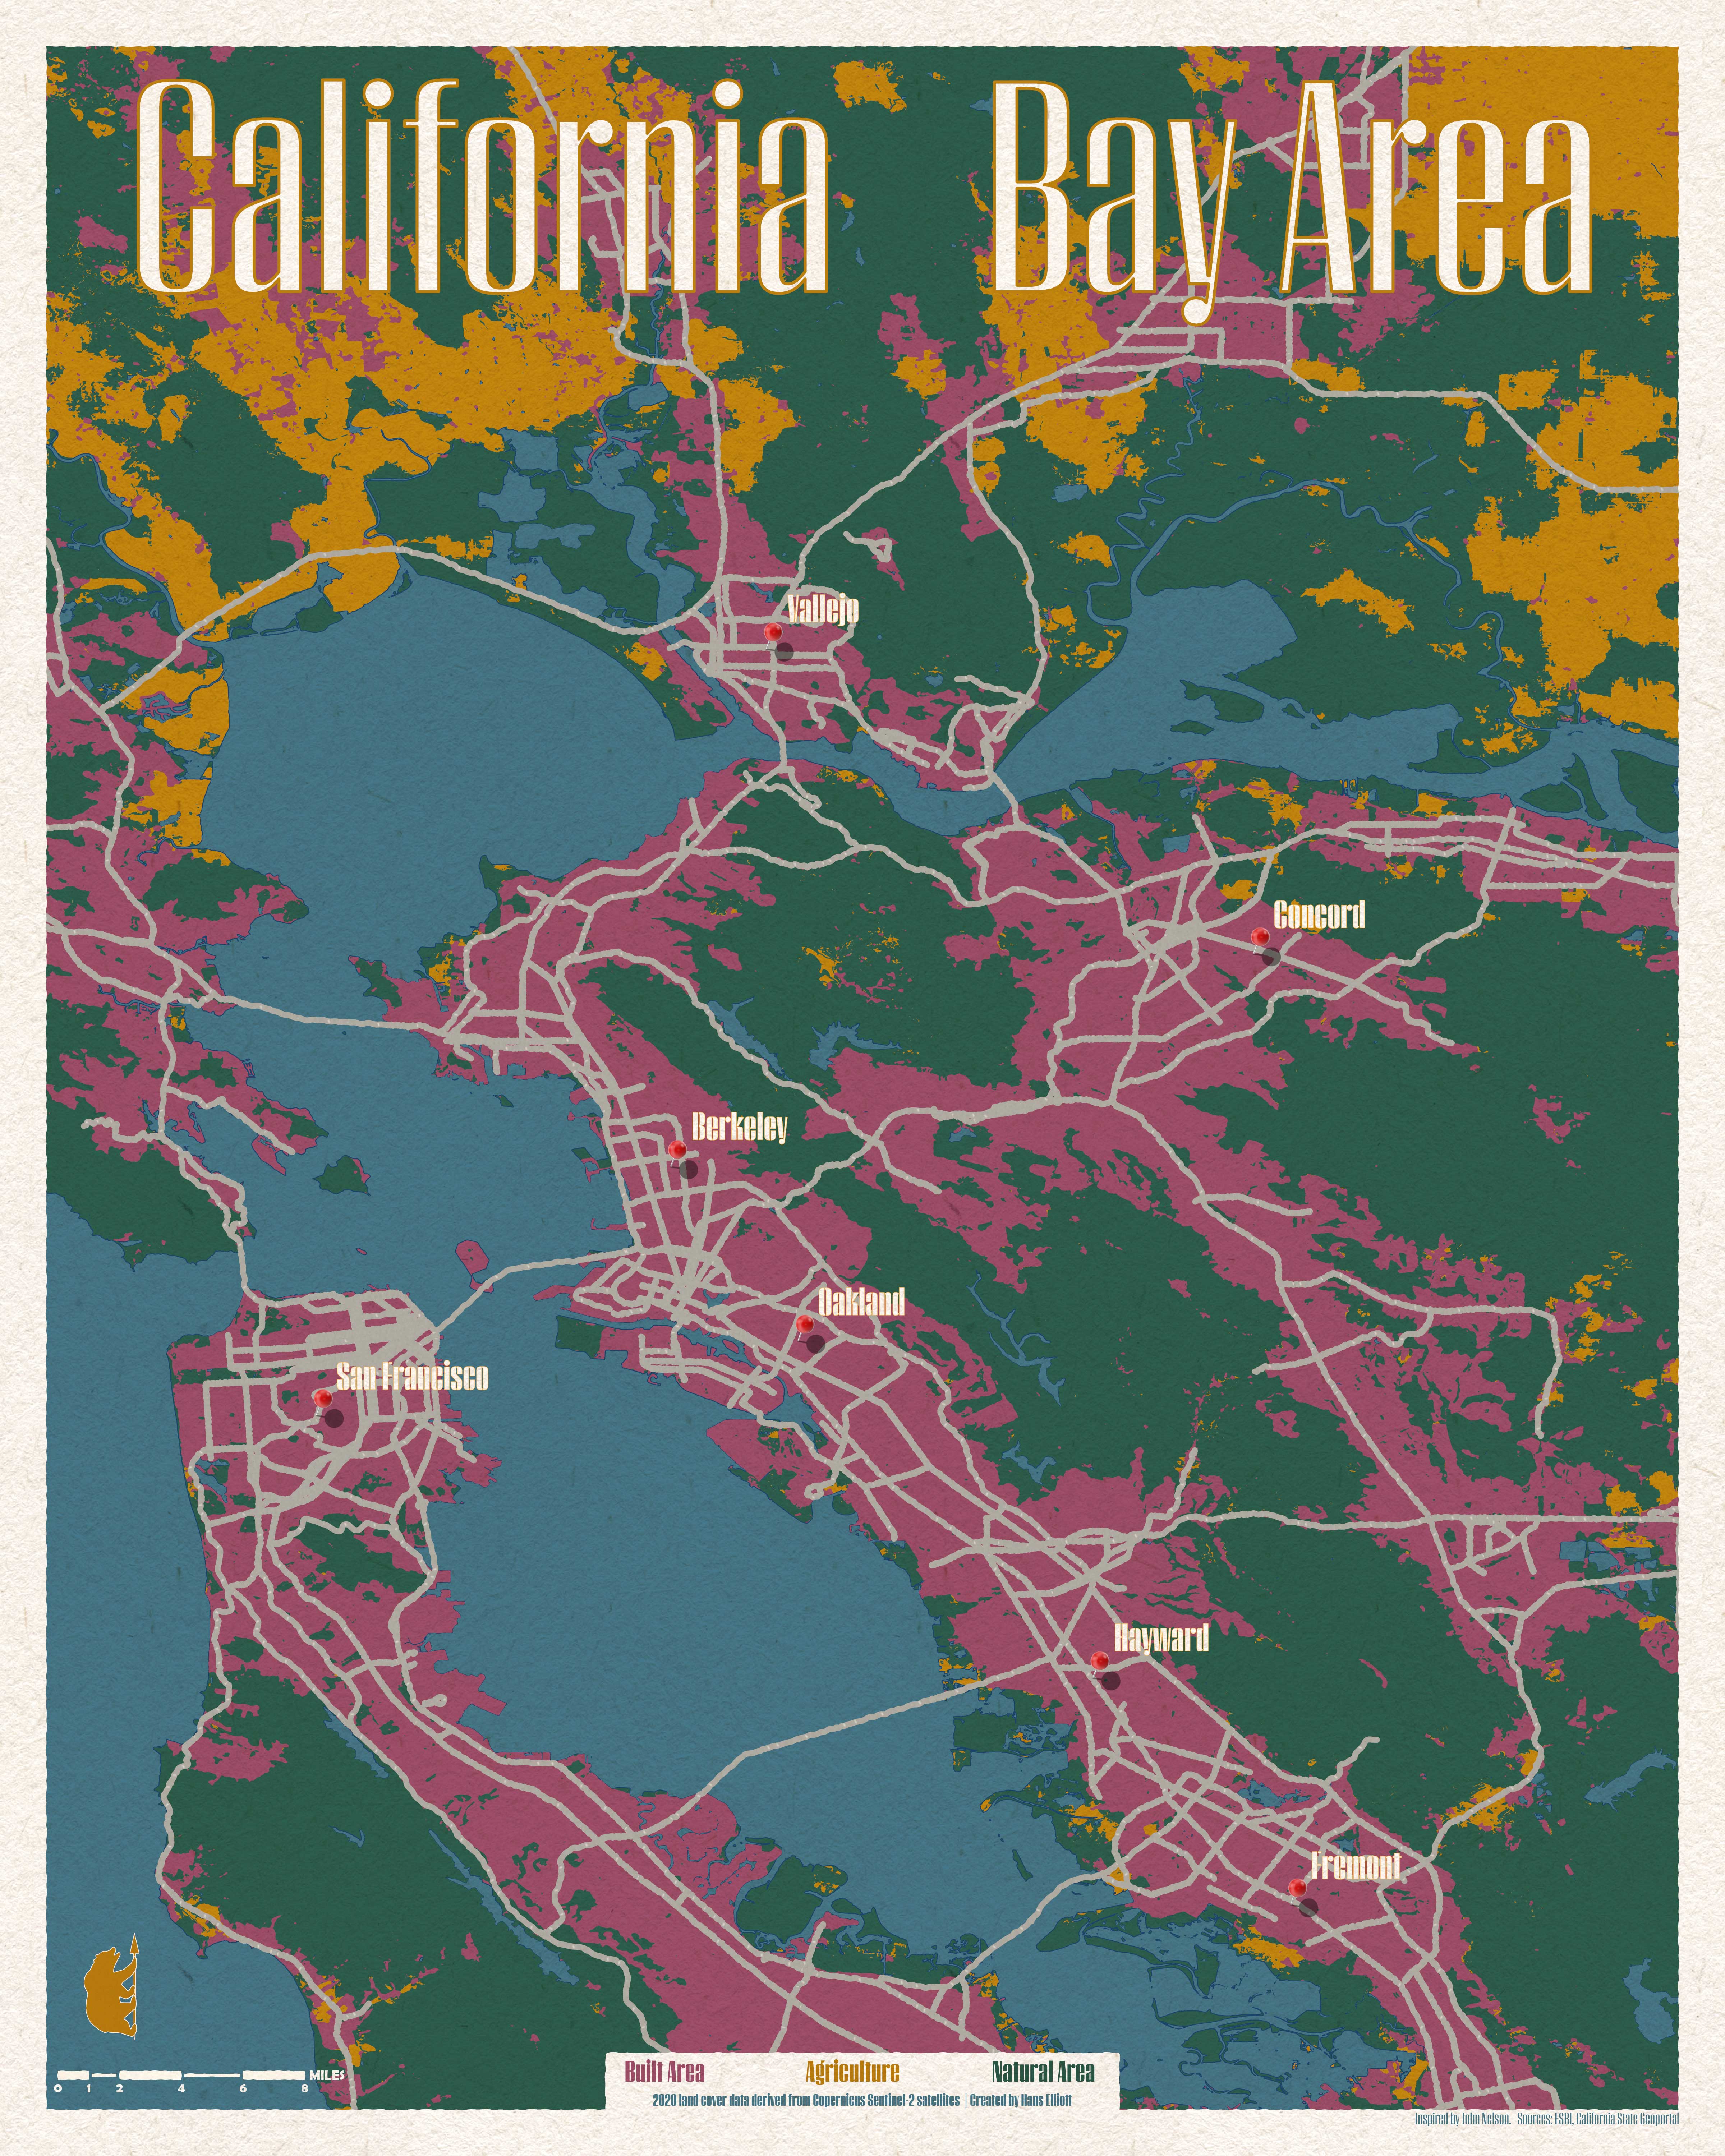 California Bay Area
Vallejo
Concord
Berkeley
Oakland
San Francisco
Hayward
Fremont
MILES
0 1 2 4 6 8
Built Area Agriculture Natural Area
2020 land cover data derived from Copernicus Sentinel-2 satellites | Created by Hans Elliott
Inspired by John Nelson. Sources: ESRI, California State Geoportal